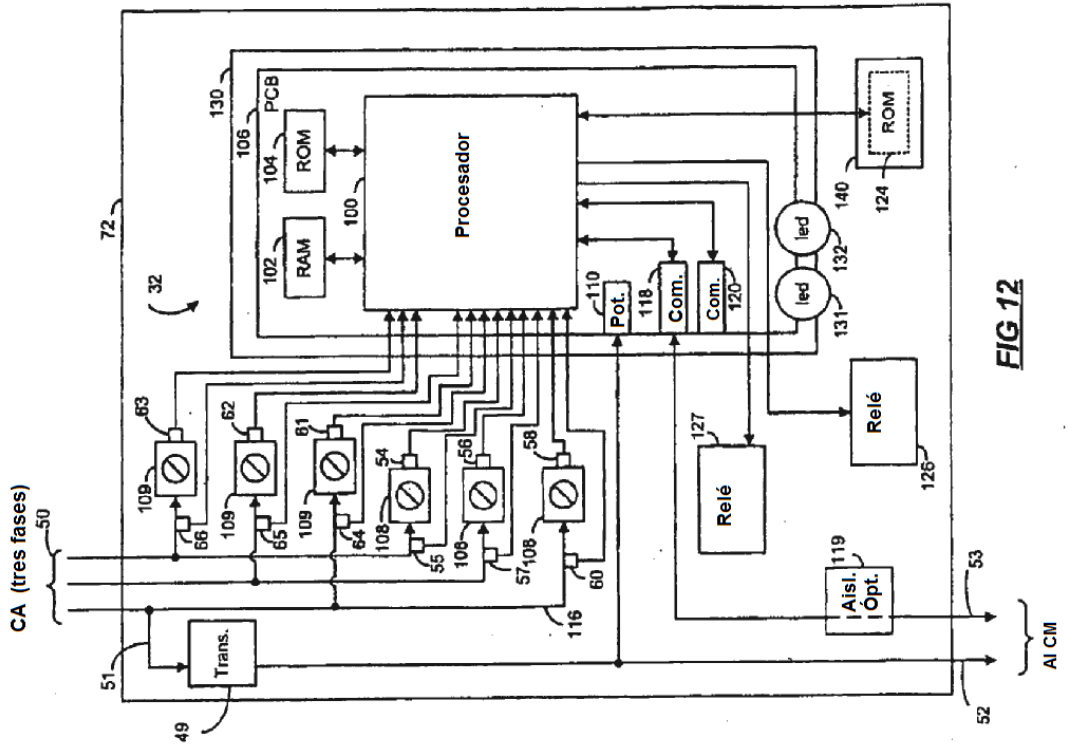 72
32
130
106
PCB
102
RAM
104
ROM
100
Procesador
CA (tres fases)
50
63
109
66
62
109
65
61
109
64
54
108
55
56
106
57
58
108
60
51
Trans.
49
116
110
Pot.
118
Com.
120
Com.
led
131
led
132
140
ROM
124
127
Relé
Relé
126
119
Aisl.
Ópt.
53
52
Al CM
FIG 12